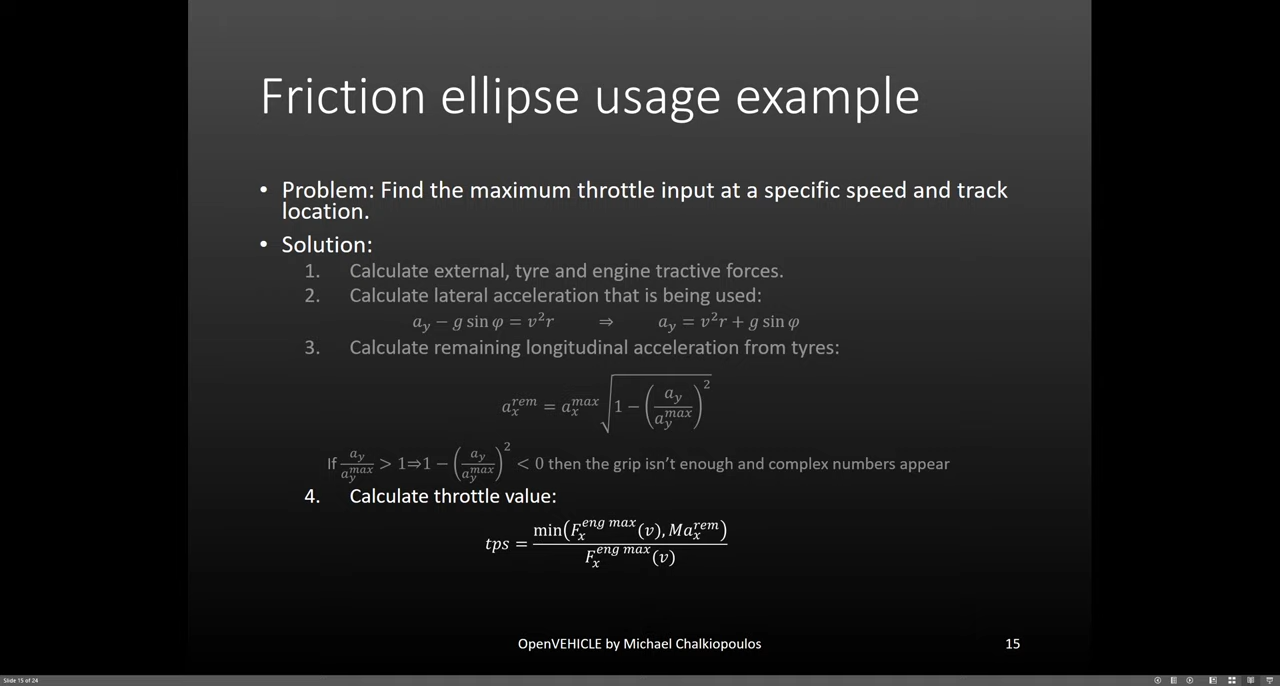 Friction ellipse usage example
• Problem: Find the maximum throttle input at a specific speed and track
location.
• Solution:
1. Calculate external, tyre and engine tractive forces.
2. Calculate lateral acceleration that is being used:
a_y − g sin φ = v²r ⇒ a_y = v²r + g sin φ
3. Calculate remaining longitudinal acceleration from tyres:
a_x^rem = a_x^max √(1 − (a_y/a_y^max)²)
If a_y/a_y^max > 1⇒1 − (a_y/a_y^max)² < 0 then the grip isn't enough and complex numbers appear
4. Calculate throttle value:
tps = min(F_x^eng max(v), Ma_x^rem) / F_x^eng max(v)
OpenVEHICLE by Michael Chalkiopoulos 15
Slide 15 of 24